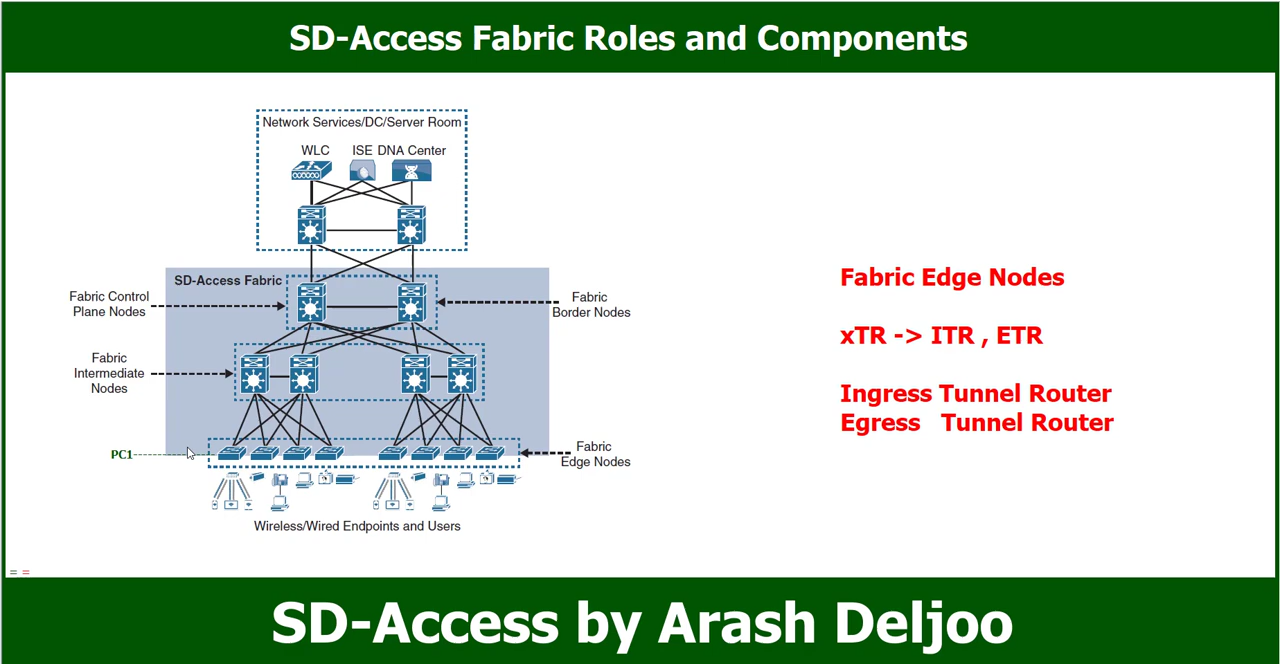 SD-Access Fabric Roles and Components
Network Services/DC/Server Room
WLC ISE DNA Center
SD-Access Fabric
Fabric Control
Plane Nodes
Fabric
Border Nodes
Fabric
Intermediate
Nodes
PC1
Fabric
Edge Nodes
Wireless/Wired Endpoints and Users
Fabric Edge Nodes
xTR -> ITR , ETR
Ingress Tunnel Router
Egress Tunnel Router
= =
SD-Access by Arash Deljoo